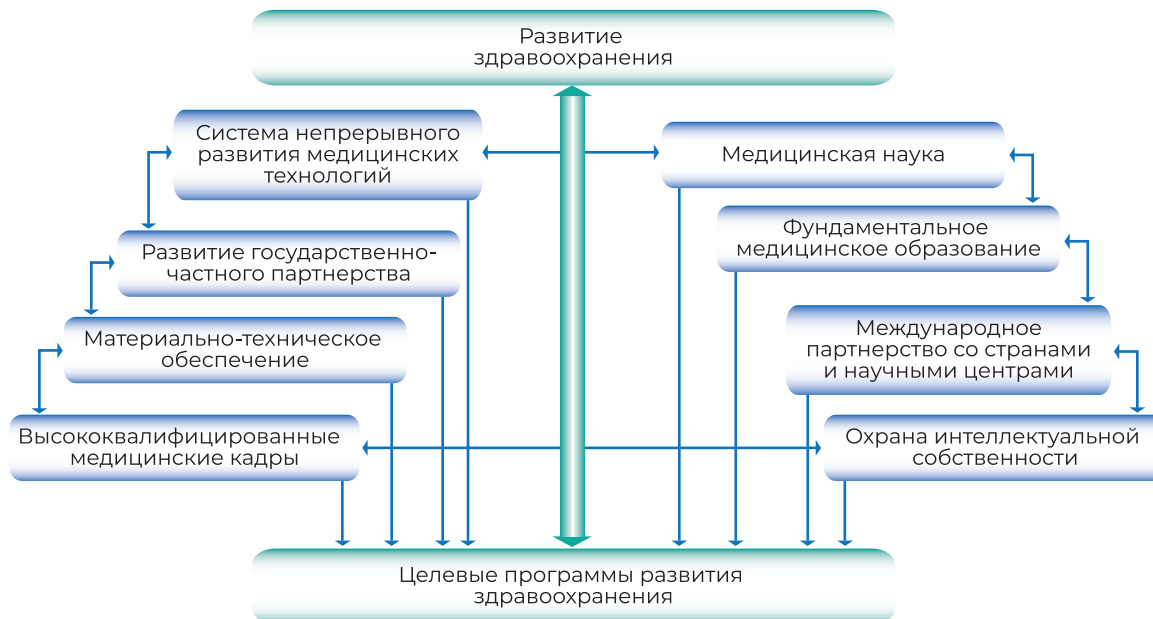 Развитие
здравоохранения
Система непрерывного
развития медицинских
технологий
Медицинская наука
Развитие государственно-
частного партнерства
Фундаментальное
медицинское образование
Материально-техническое
обеспечение
Международное
партнерство со странами
и научными центрами
Высококвалифицированные
медицинские кадры
Охрана интеллектуальной
собственности
Целевые программы развития
здравоохранения